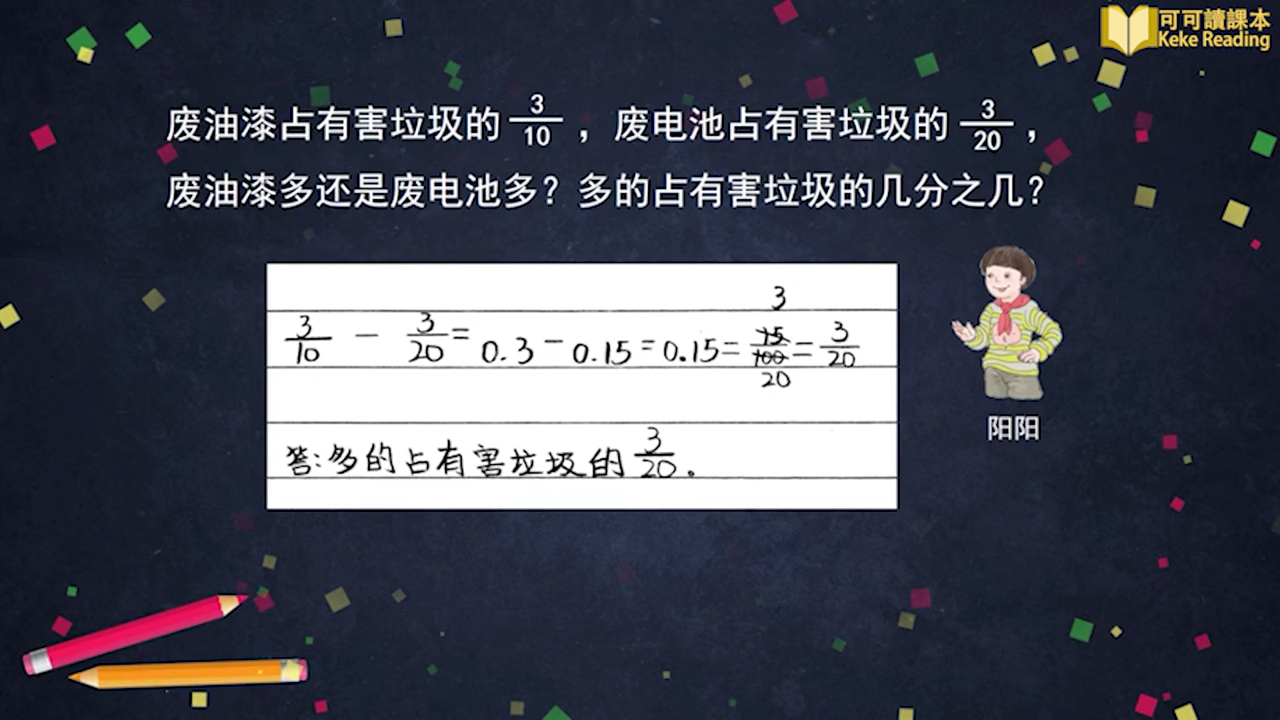 可可讀課本
Keke Reading
废油漆占有害垃圾的 3/10 ，废电池占有害垃圾的 3/20 ，
废油漆多还是废电池多？多的占有害垃圾的几分之几？
3/10 - 3/20 = 0.3 - 0.15 = 0.15 = 15/100 = 3/20
3
20
答:多的占有害垃圾的 3/20 。
阳阳